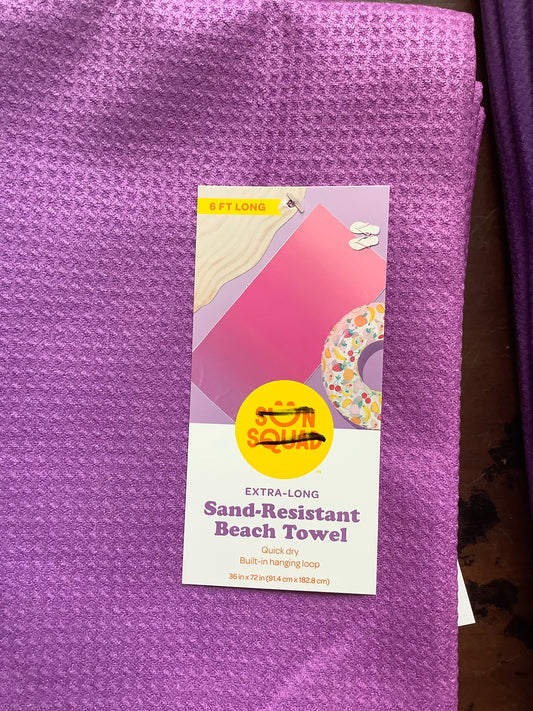 6 FT LONG
SUN
SQUAD
EXTRA-LONG
Sand-Resistant
Beach Towel
Quick dry
Built-in hanging loop
36 in x 72 in (91.4 cm x 182.8 cm)